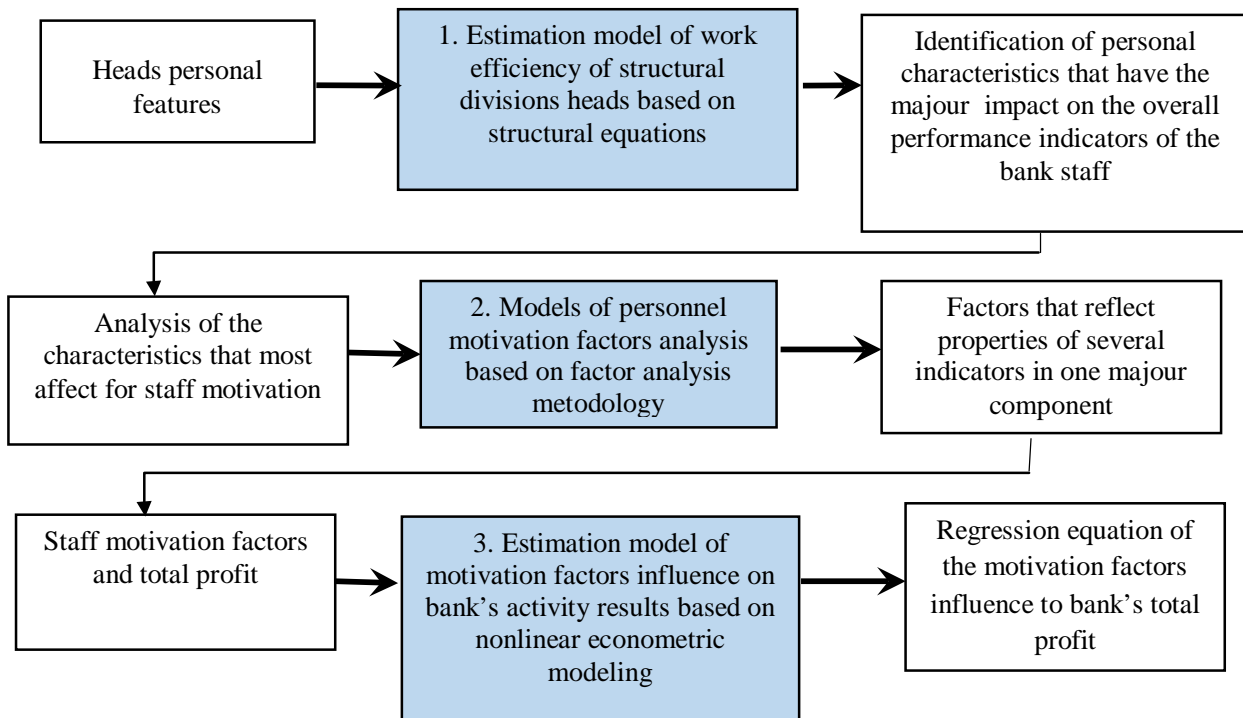 Heads personal
features
1. Estimation model of work
efficiency of structural
divisions heads based on
structural equations
Identification of personal
characteristics that have the
majour impact on the overall
performance indicators of the
bank staff
Analysis of the
characteristics that most
affect for staff motivation
2. Models of personnel
motivation factors analysis
based on factor analysis
metodology
Factors that reflect
properties of several
indicators in one majour
component
Staff motivation factors
and total profit
3. Estimation model of
motivation factors influence on
bank’s activity results based on
nonlinear econometric
modeling
Regression equation of
the motivation factors
influence to bank’s total
profit